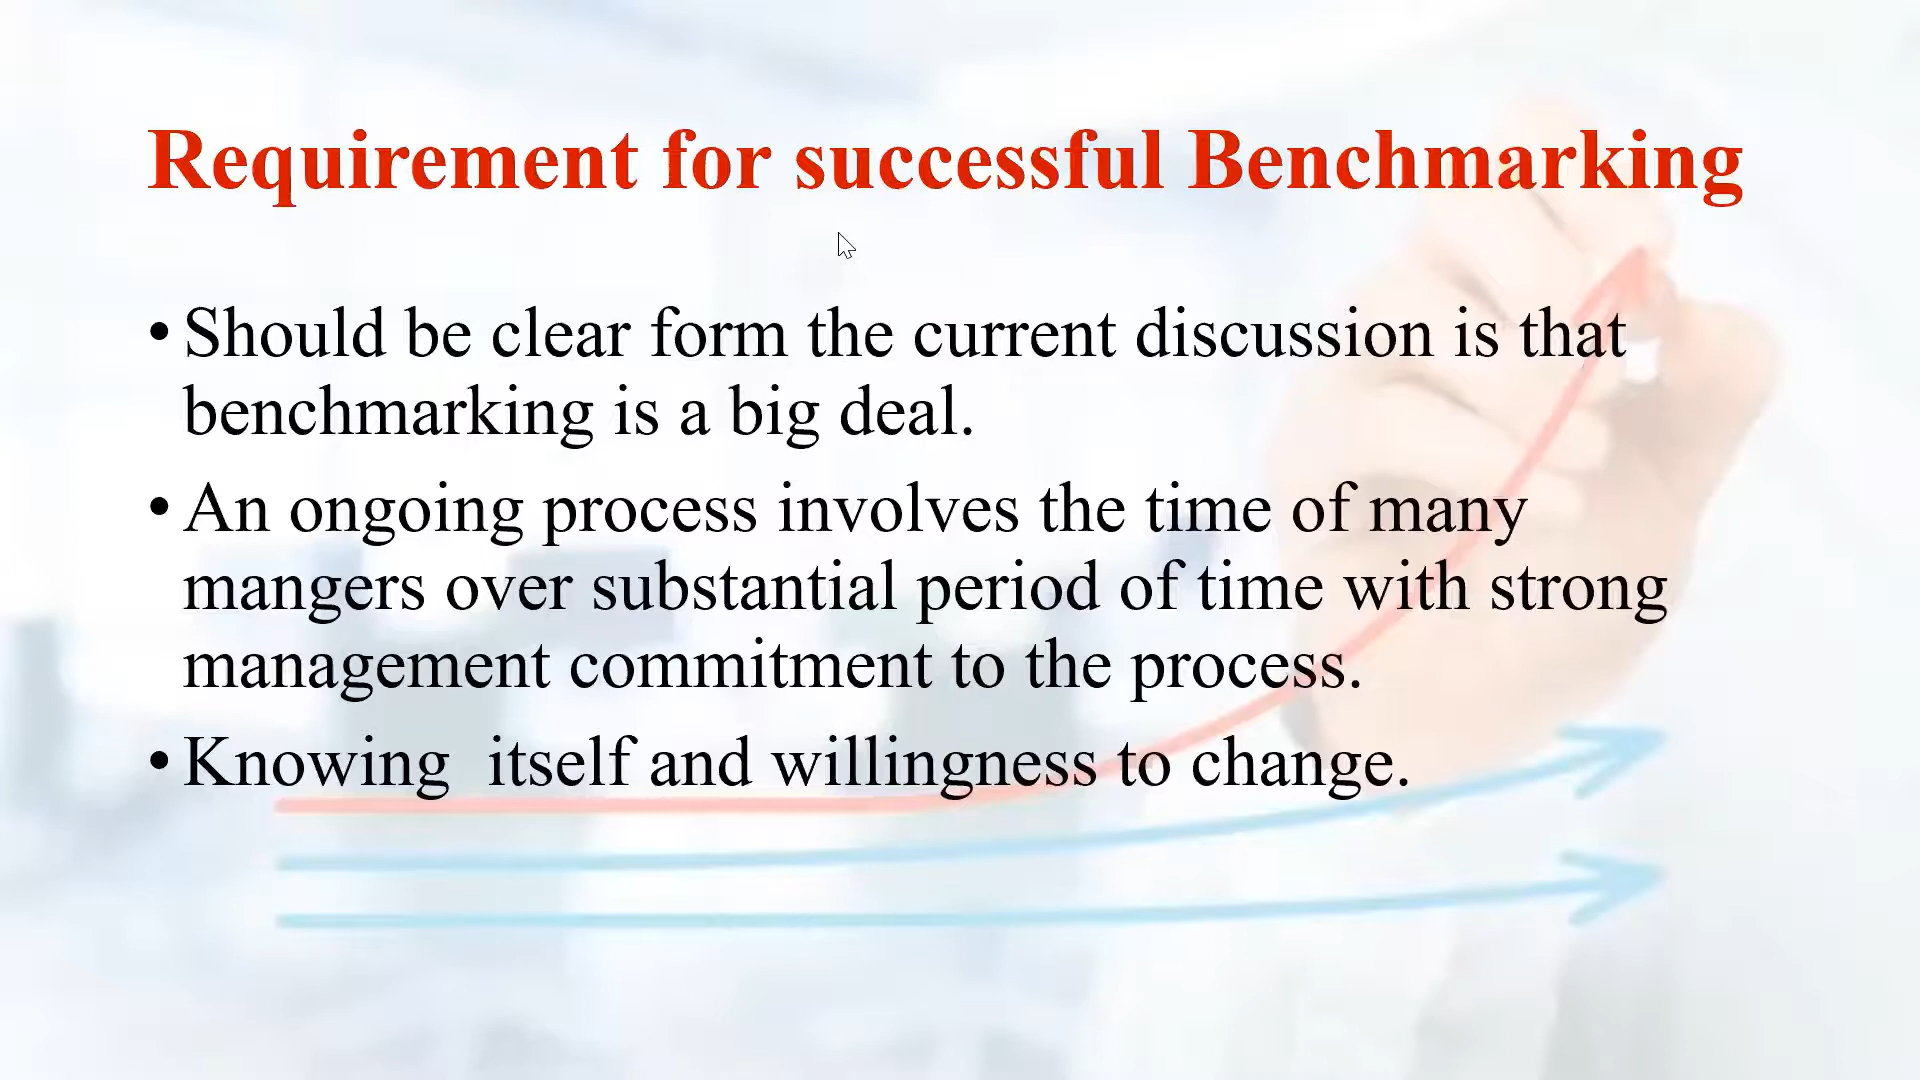 Requirement for successful Benchmarking
• Should be clear form the current discussion is that
benchmarking is a big deal.
• An ongoing process involves the time of many
mangers over substantial period of time with strong
management commitment to the process.
• Knowing  itself and willingness to change.